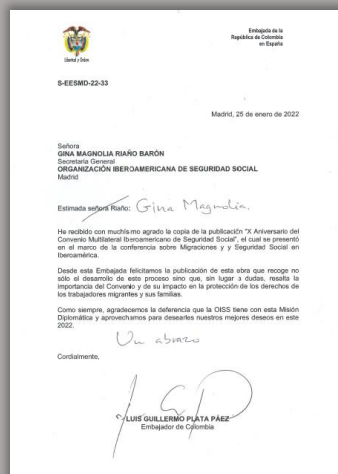 Embajada de la
República de Colombia
en España
Libertad y Orden
S-EESMD-22-33
Madrid, 25 de enero de 2022
Señora
GINA MAGNOLIA RIAÑO BARÓN
Secretaria General
ORGANIZACIÓN IBEROAMERICANA DE SEGURIDAD SOCIAL
Madrid
Estimada señora Riaño: Gina Magnolia.
He recibido con muchísimo agrado la copia de la publicación "X Aniversario del
Convenio Multilateral Iberoamericano de Seguridad Social", el cual se presentó
en el marco de la conferencia sobre Migraciones y y Seguridad Social en
Iberoamérica.
Desde esta Embajada felicitamos la publicación de esta obra que recoge no
sólo el desarrollo de este proceso sino que, sin lugar a dudas, resalta la
importancia del Convenio y de su impacto en la protección de los derechos de
los trabajadores migrantes y sus familias.
Como siempre, agradecemos la deferencia que la OISS tiene con esta Misión
Diplomática y aprovechamos para desearles nuestros mejores deseos en este
2022.
Un abrazo
Cordialmente,
LUIS GUILLERMO PLATA PÁEZ
Embajador de Colombia